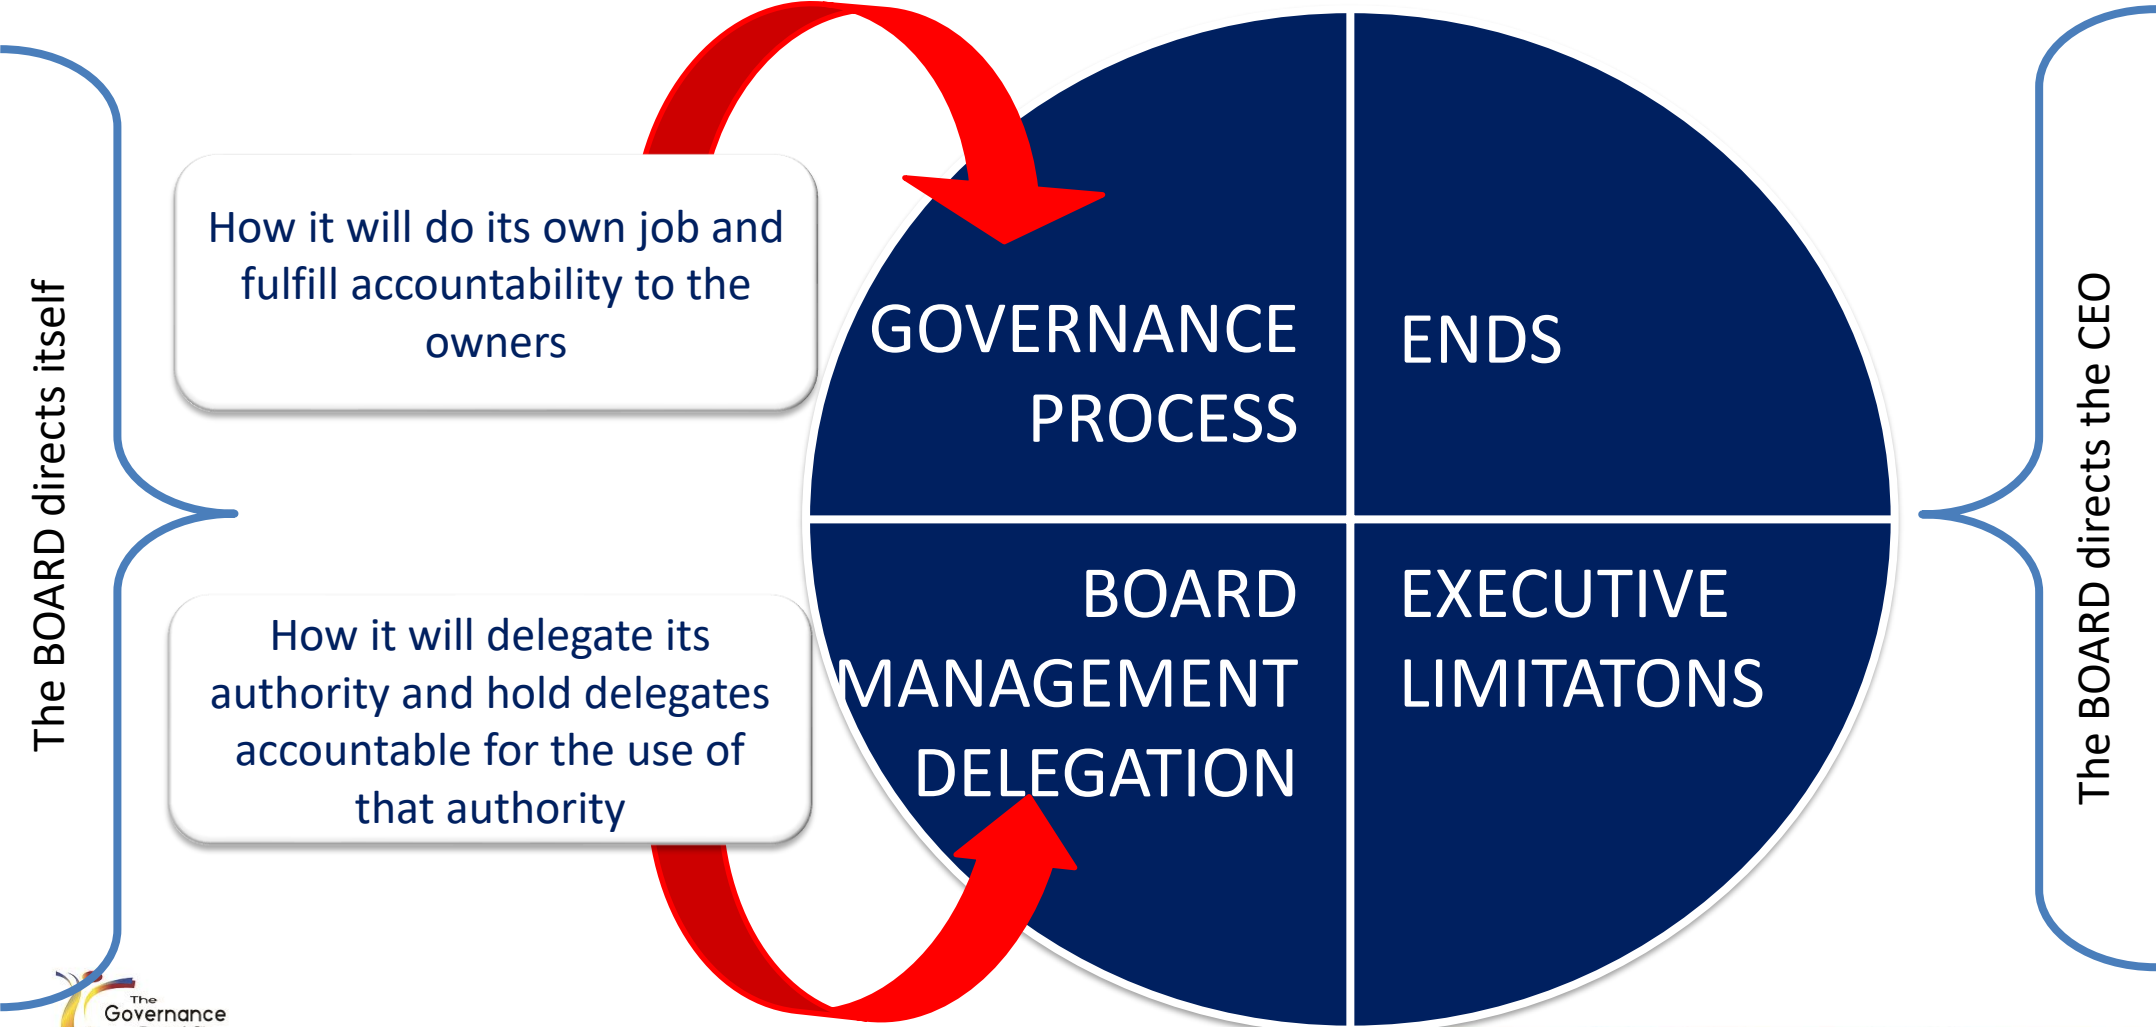 The BOARD directs itself
How it will do its own job and
fulfill accountability to the
owners
How it will delegate its
authority and hold delegates
accountable for the use of
that authority
GOVERNANCE
PROCESS
ENDS
BOARD
MANAGEMENT
DELEGATION
EXECUTIVE
LIMITATONS
The BOARD directs the CEO
The
Governance